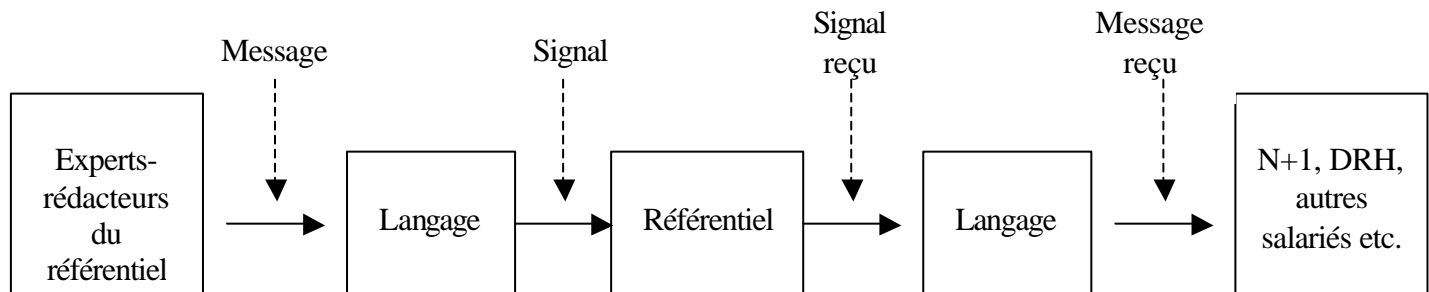 Message
Signal
Signal
reçu
Message
reçu
Experts-
rédacteurs
du
référentiel
Langage
Référentiel
Langage
N+1, DRH,
autres
salariés etc.